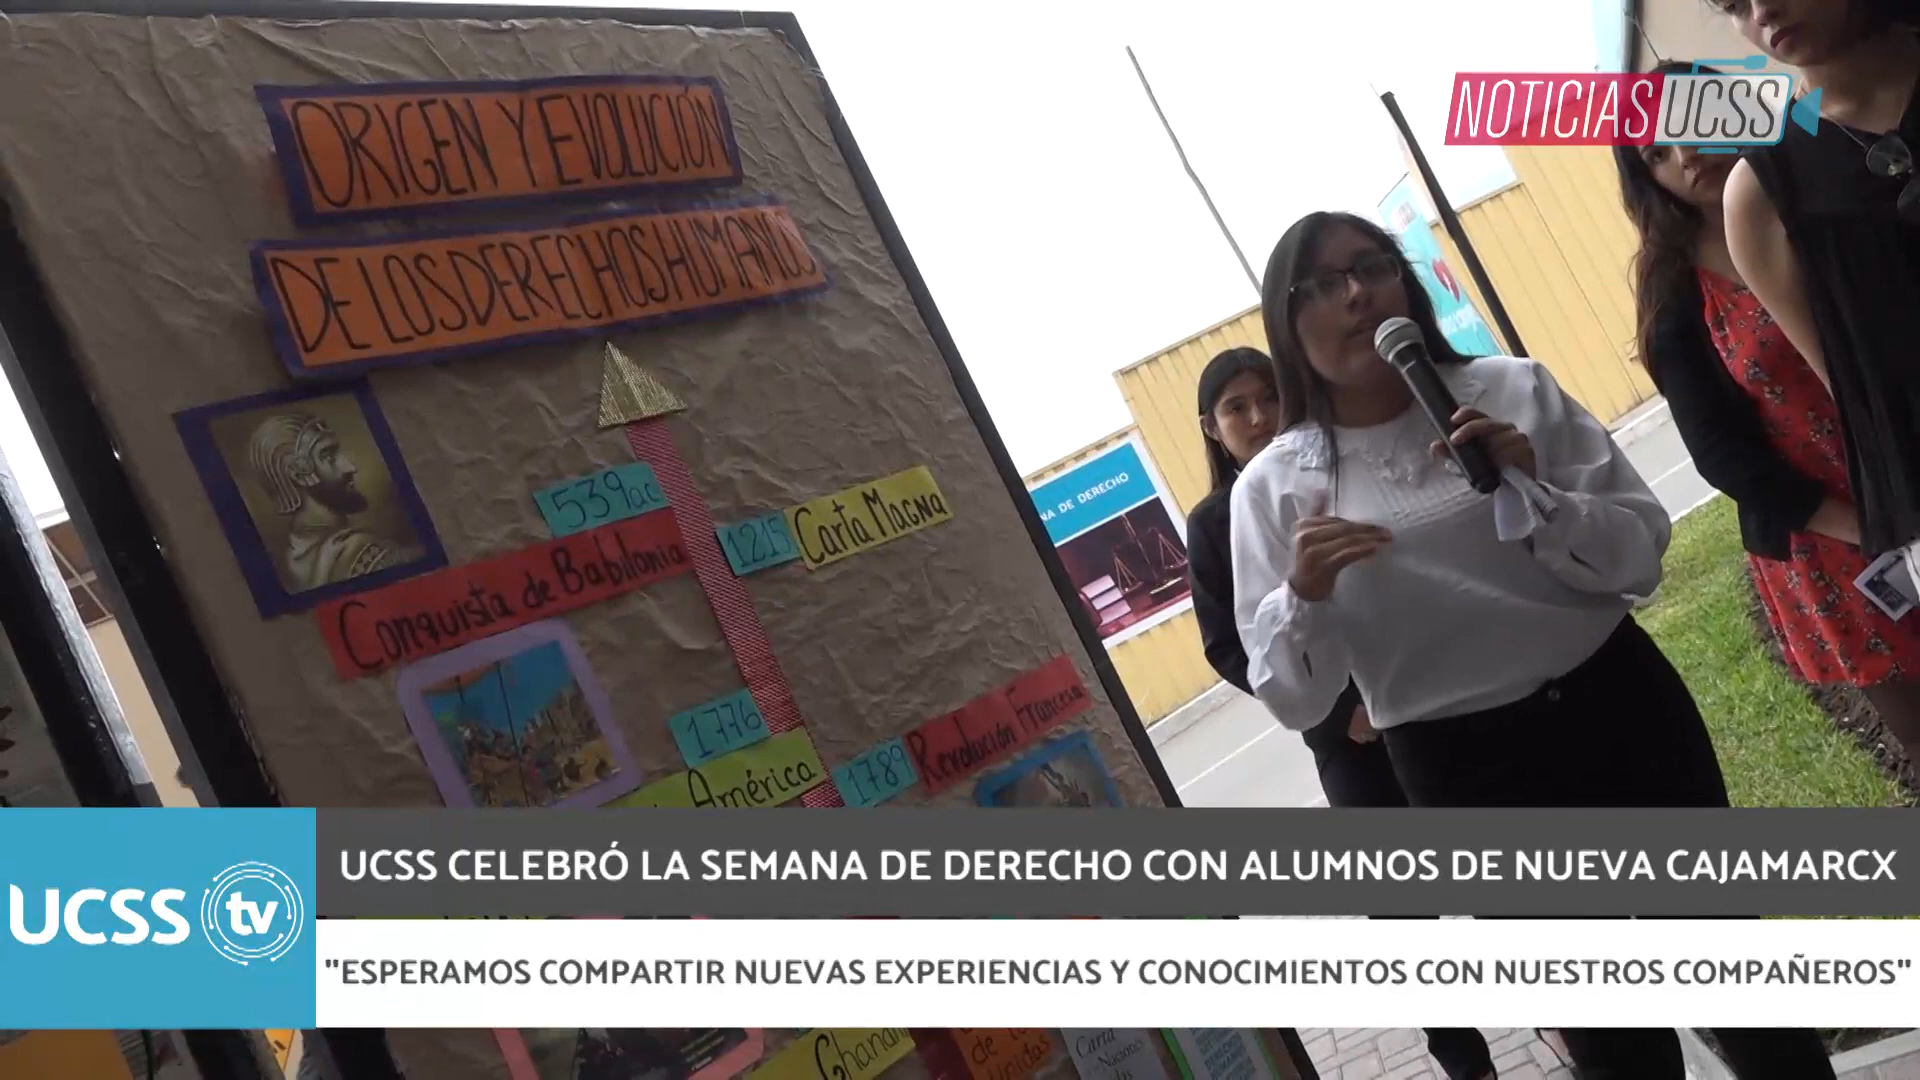 ORIGEN Y EVOLUCIÓN
DE LOS DERECHOS HUMANOS
NOTICIAS UCSS
539ac
Conquista de Babilonia
1215 Carta Magna
NA DE DERECHO
1776
América
1789 Revolución Francesa
UCSS tv
UCSS CELEBRÓ LA SEMANA DE DERECHO CON ALUMNOS DE NUEVA CAJAMARCX
"ESPERAMOS COMPARTIR NUEVAS EXPERIENCIAS Y CONOCIMIENTOS CON NUESTROS COMPAÑEROS"
Carta